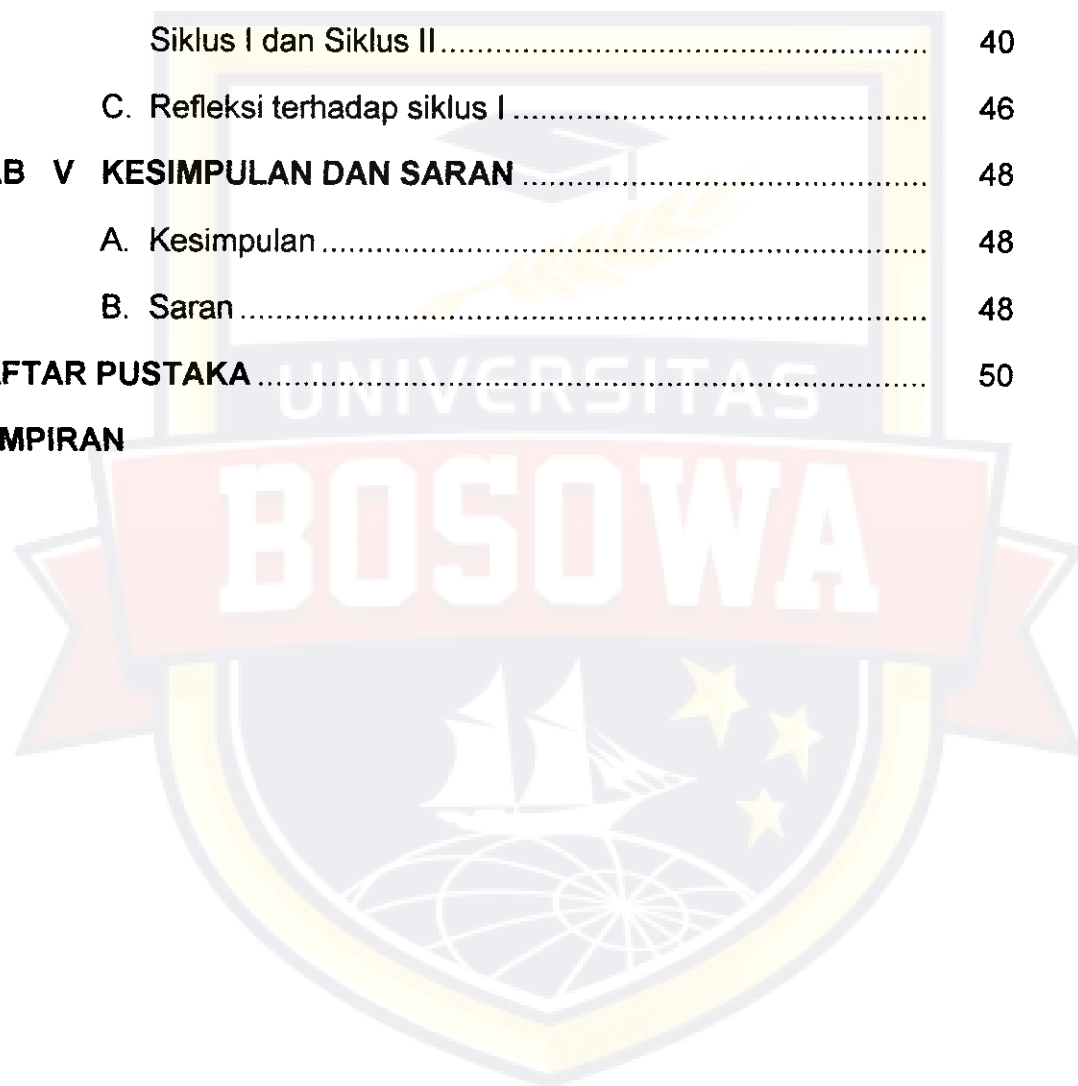 Siklus I dan Siklus II ........................................................ 40
C. Refleksi terhadap siklus I ................................................ 46
AB V KESIMPULAN DAN SARAN ................................................ 48
A. Kesimpulan ........................................................................ 48
B. Saran ................................................................................... 48
AFTAR PUSTAKA ................................................................................ 50
MPIRAN
UNIVERSITAS
BOSOWA